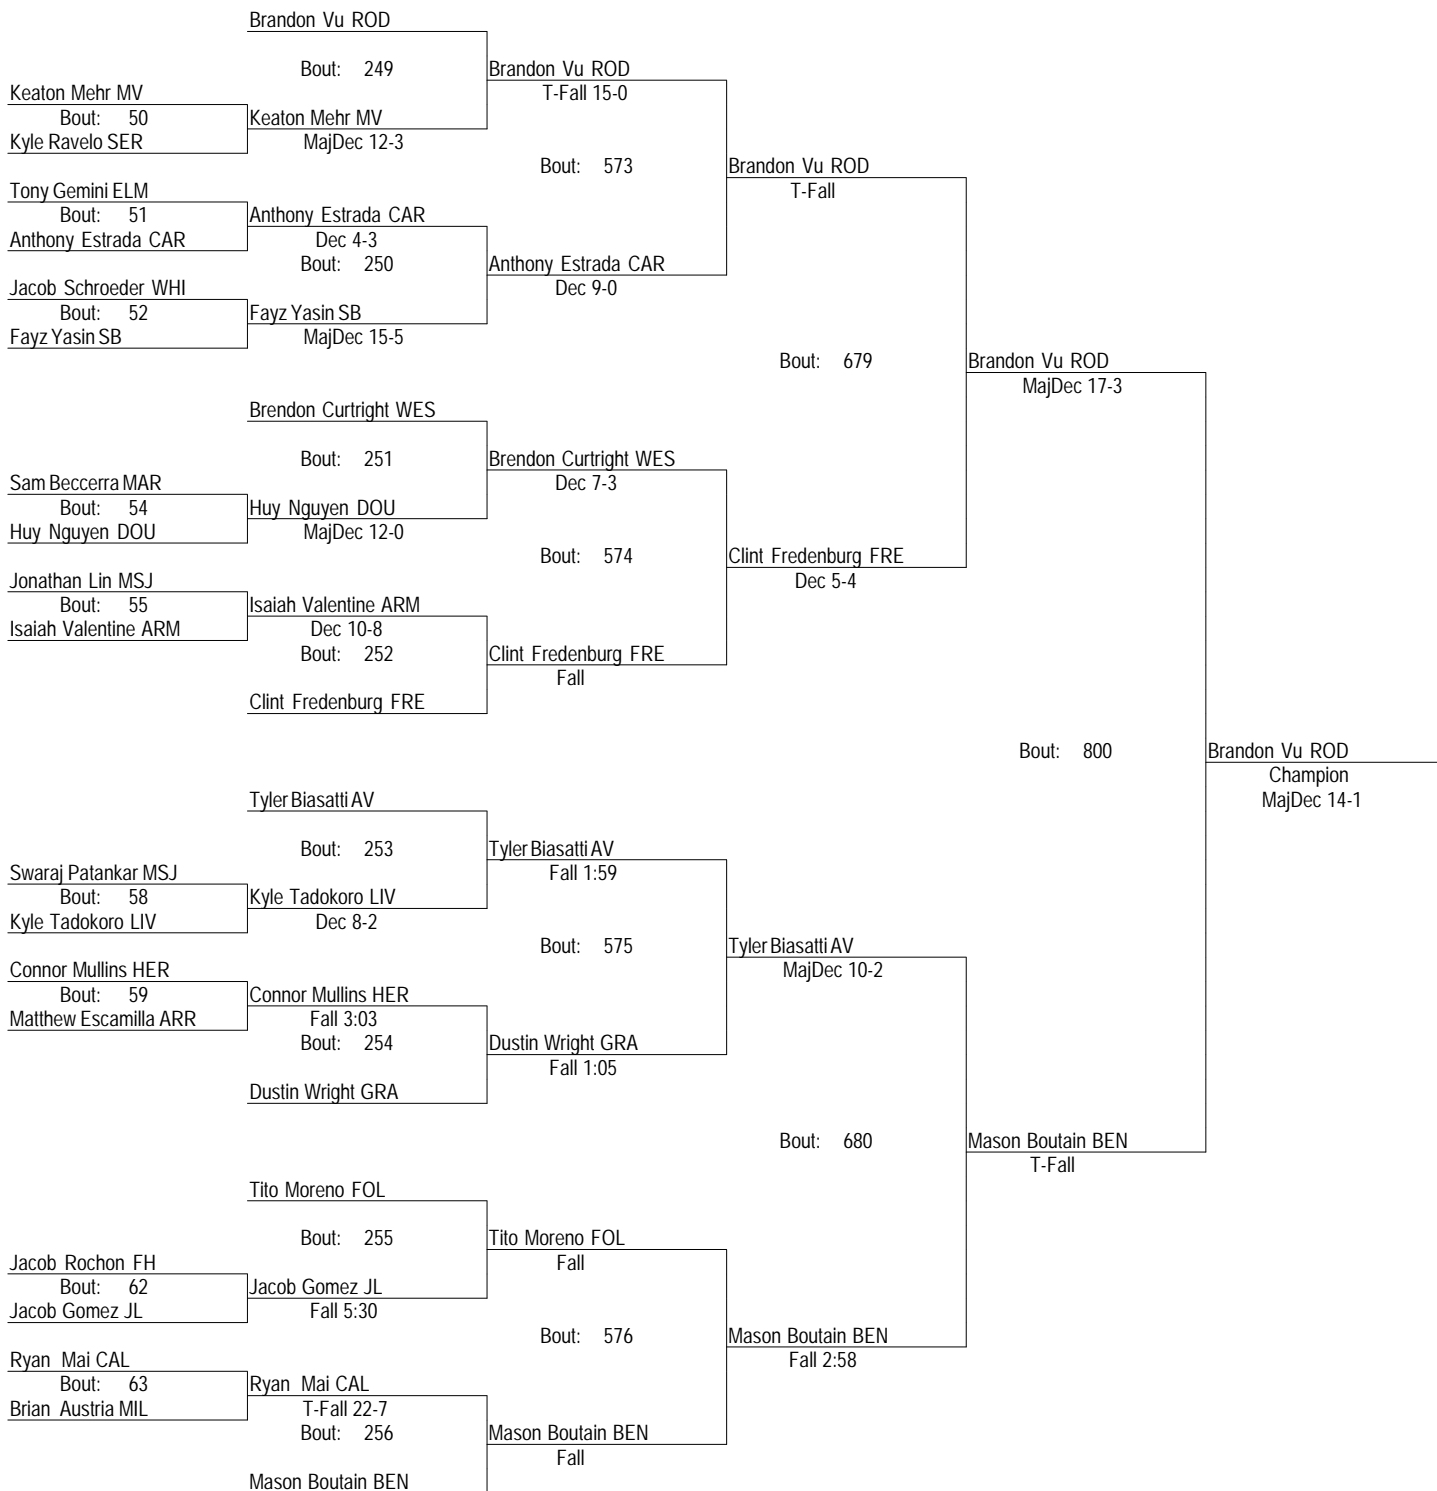 Brandon Vu ROD
Bout: 249
Brandon Vu ROD
T-Fall 15-0
Keaton Mehr MV
Bout: 50
Kyle Ravelo SER
Keaton Mehr MV
MajDec 12-3
Bout: 573
Brandon Vu ROD
T-Fall
Tony Gemini ELM
Bout: 51
Anthony Estrada CAR
Anthony Estrada CAR
Dec 4-3
Bout: 250
Anthony Estrada CAR
Dec 9-0
Jacob Schroeder WHI
Bout: 52
Fayz Yasin SB
Fayz Yasin SB
MajDec 15-5
Bout: 679
Brandon Vu ROD
MajDec 17-3
Brendon Curtright WES
Bout: 251
Brendon Curtright WES
Dec 7-3
Sam Beccerra MAR
Bout: 54
Huy Nguyen DOU
Huy Nguyen DOU
MajDec 12-0
Bout: 574
Clint Fredenburg FRE
Dec 5-4
Jonathan Lin MSJ
Bout: 55
Isaiah Valentine ARM
Isaiah Valentine ARM
Dec 10-8
Bout: 252
Clint Fredenburg FRE
Fall
Clint Fredenburg FRE
Bout: 800
Brandon Vu ROD
Champion
MajDec 14-1
Tyler Biasatti AV
Bout: 253
Tyler Biasatti AV
Fall 1:59
Swaraj Patankar MSJ
Bout: 58
Kyle Tadokoro LIV
Kyle Tadokoro LIV
Dec 8-2
Bout: 575
Tyler Biasatti AV
MajDec 10-2
Connor Mullins HER
Bout: 59
Matthew Escamilla ARR
Connor Mullins HER
Fall 3:03
Bout: 254
Dustin Wright GRA
Fall 1:05
Dustin Wright GRA
Bout: 680
Mason Boutain BEN
T-Fall
Tito Moreno FOL
Bout: 255
Tito Moreno FOL
Fall
Jacob Rochon FH
Bout: 62
Jacob Gomez JL
Jacob Gomez JL
Fall 5:30
Bout: 576
Mason Boutain BEN
Fall 2:58
Ryan Mai CAL
Bout: 63
Brian Austria MIL
Ryan Mai CAL
T-Fall 22-7
Bout: 256
Mason Boutain BEN
Fall
Mason Boutain BEN